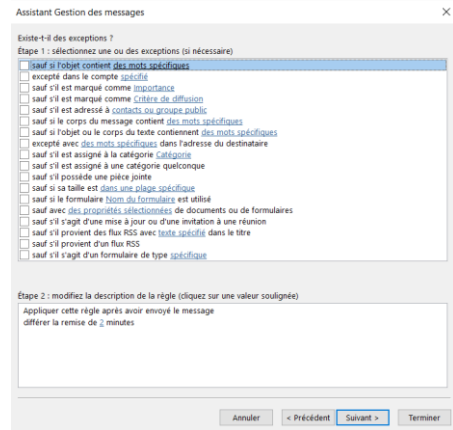 Assistant Gestion des messages
Existe-t-il des exceptions ?
Étape 1 : sélectionnez une ou des exceptions (si nécessaire)
sauf si l'objet contient des mots spécifiques
excepté dans le compte spécifié
sauf s'il est marqué comme Importance
sauf s'il est marqué comme Critère de diffusion
sauf s'il est adressé à contacts ou groupe public
sauf si le corps du message contient des mots spécifiques
sauf si l'objet ou le corps du texte contiennent des mots spécifiques
excepté avec des mots spécifiques dans l'adresse du destinataire
sauf s'il est assigné à la catégorie Catégorie
sauf s'il est assigné à une catégorie quelconque
sauf s'il possède une pièce jointe
sauf si sa taille est dans une plage spécifique
sauf si le formulaire Nom du formulaire est utilisé
sauf avec des propriétés sélectionnées de documents ou de formulaires
sauf s'il s'agit d'une mise à jour ou d'une invitation à une réunion
sauf s'il provient des flux RSS avec texte spécifié dans le titre
sauf s'il provient d'un flux RSS
sauf s'il s'agit d'un formulaire de type spécifique
Étape 2 : modifiez la description de la règle (cliquez sur une valeur soulignée)
Appliquer cette règle après avoir envoyé le message
différer la remise de 2 minutes
Annuler < Précédent Suivant > Terminer